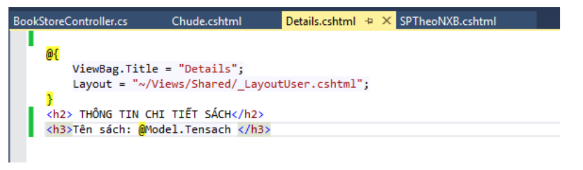 BookStoreController.cs Chude.cshtml Details.cshtml SPTheoNXB.cshtml
@{
ViewBag.Title = "Details";
Layout = "~/Views/Shared/_LayoutUser.cshtml";
}
<h2> THÔNG TIN CHI TIẾT SÁCH</h2>
<h3>Tên sách: @Model.Tensach </h3>